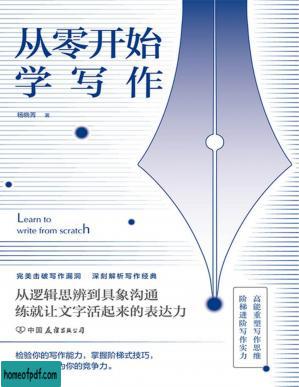 从零开始
学写作
杨晓菁 著
Learn to
write from scratch
完美击破写作漏洞 深刻解析写作经典
从逻辑思辨到具象沟通
练就让文字活起来的表达力
高能重塑写作思维
阶梯进阶写作实力
中国友谊出版公司
检验你的写作能力，掌握阶梯式技巧，
为你的竞争力。
homeofpdf.com